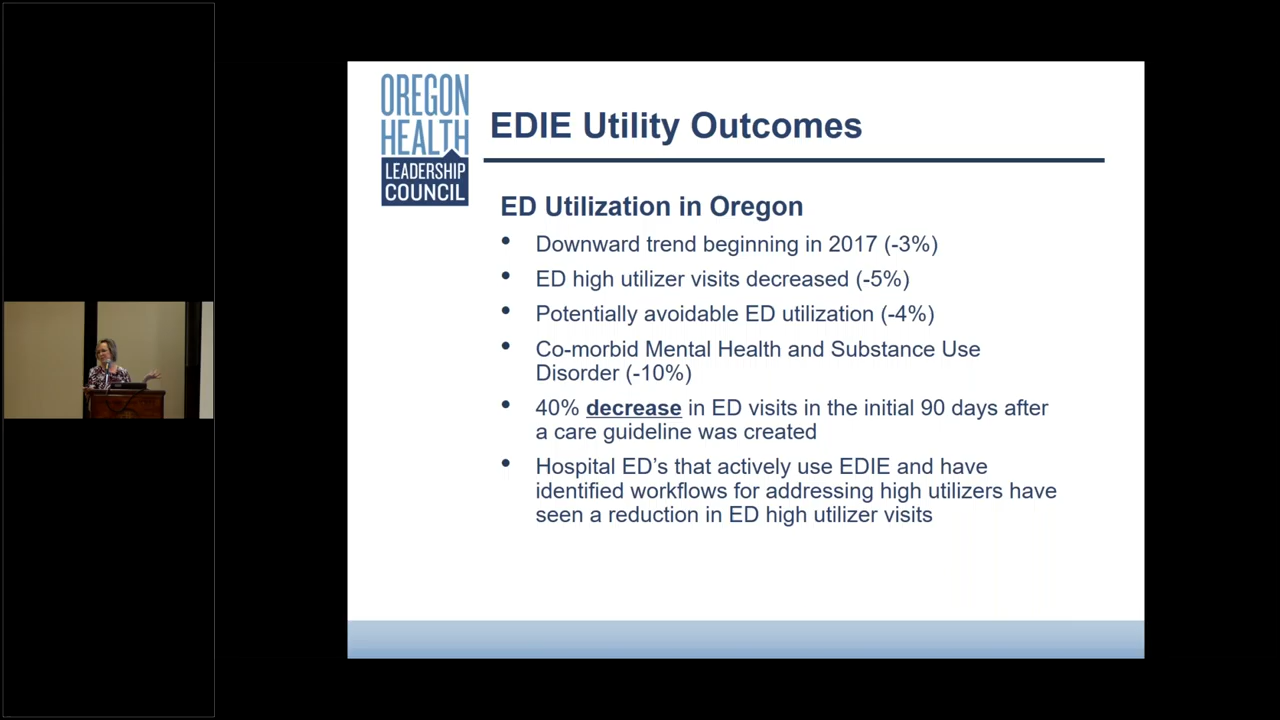 OREGON
HEALTH
LEADERSHIP
COUNCIL
EDIE Utility Outcomes
ED Utilization in Oregon
• Downward trend beginning in 2017 (-3%)
• ED high utilizer visits decreased (-5%)
• Potentially avoidable ED utilization (-4%)
• Co-morbid Mental Health and Substance Use
Disorder (-10%)
• 40% decrease in ED visits in the initial 90 days after
a care guideline was created
• Hospital ED’s that actively use EDIE and have
identified workflows for addressing high utilizers have
seen a reduction in ED high utilizer visits